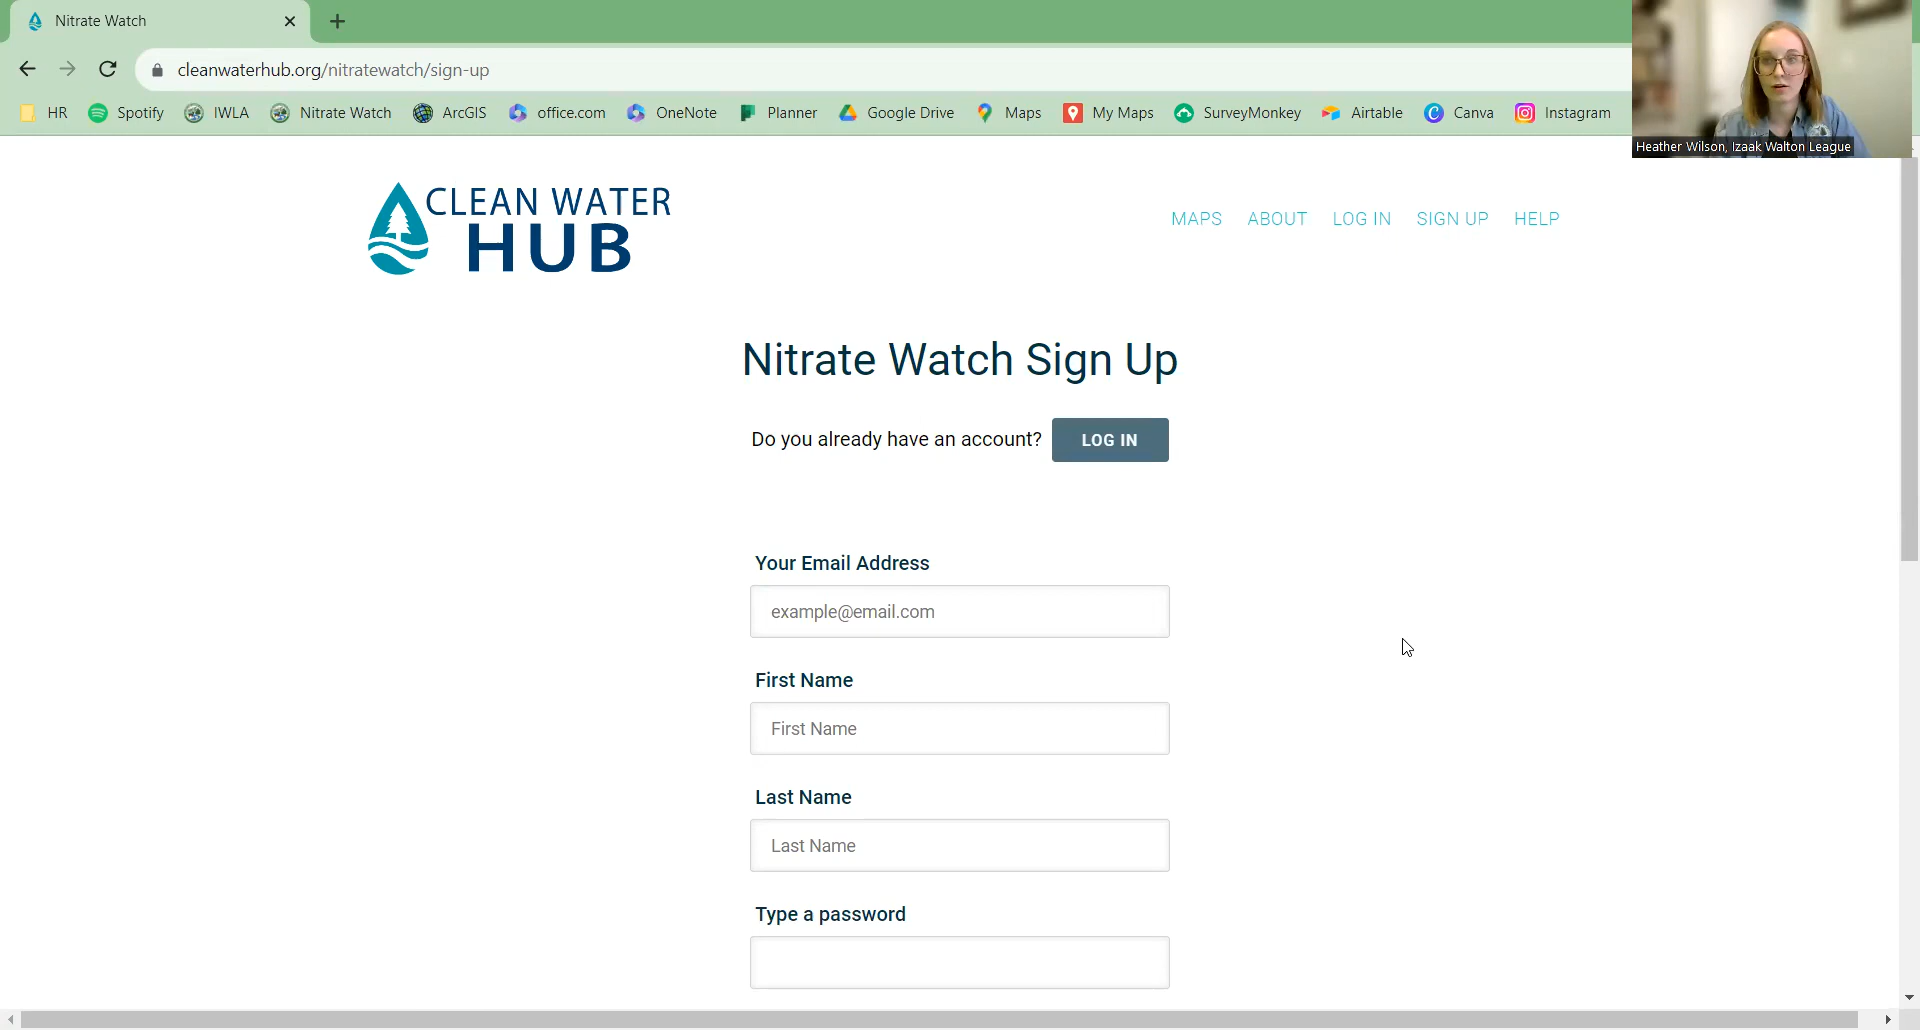 Nitrate Watch
cleanwaterhub.org/nitratewatch/sign-up
HR Spotify IWLA Nitrate Watch ArcGIS office.com OneNote Planner Google Drive Maps My Maps SurveyMonkey Airtable Canva Instagram
Heather Wilson, Izaak Walton League
CLEAN WATER
HUB
MAPS ABOUT LOG IN SIGN UP HELP
Nitrate Watch Sign Up
Do you already have an account? LOG IN
Your Email Address
example@email.com
First Name
First Name
Last Name
Last Name
Type a password